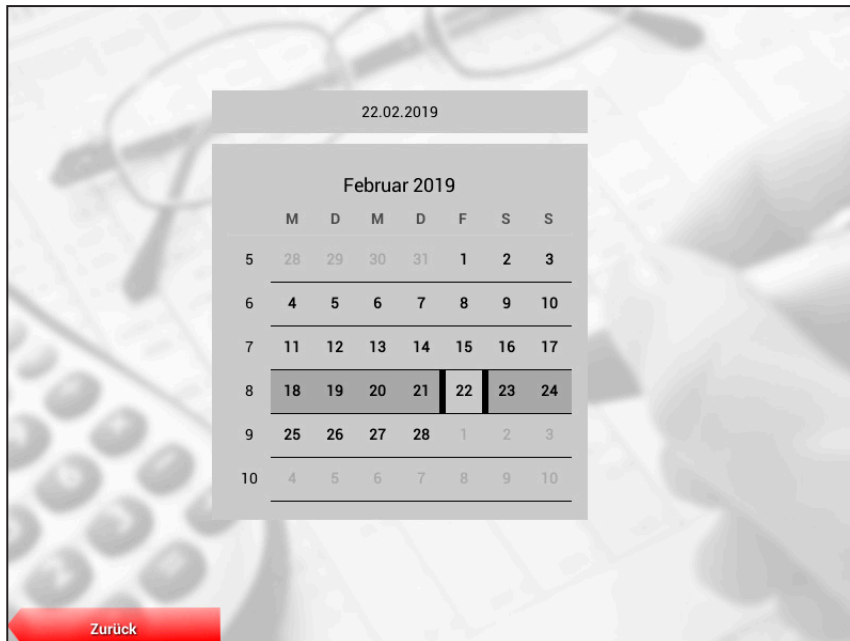 22.02.2019
Februar 2019
M D M D F S S
5 28 29 30 31 1 2 3
6 4 5 6 7 8 9 10
7 11 12 13 14 15 16 17
8 18 19 20 21 22 23 24
9 25 26 27 28 1 2 3
10 4 5 6 7 8 9 10
Zurück